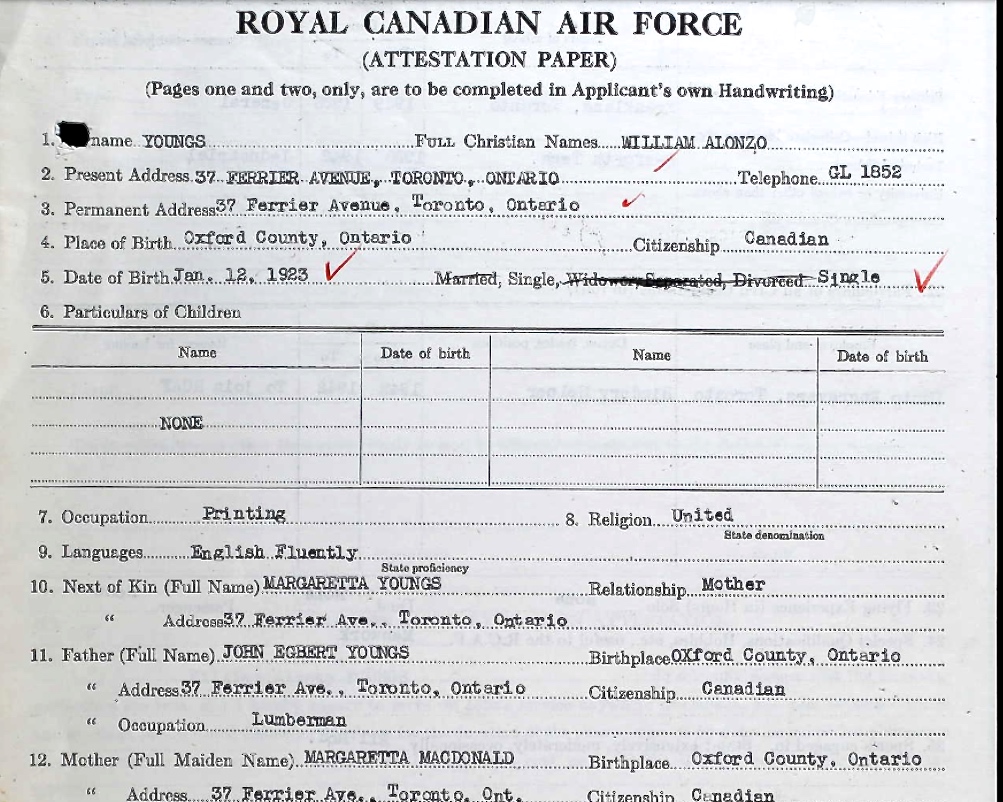 ROYAL CANADIAN AIR FORCE
(ATTESTATION PAPER)
(Pages one and two, only, are to be completed in Applicant's own Handwriting)
1. name YOUNGS FULL Christian Names WILLIAM ALONZO
2. Present Address 37 FERRIER AVENUE, TORONTO, ONTARIO Telephone GL 1852
3. Permanent Address 37 Ferrier Avenue, Toronto, Ontario
4. Place of Birth Oxford County, Ontario Citizenship Canadian
5. Date of Birth Jan. 12, 1923 Married, Single, Widower, Separated, Divorced Single
6. Particulars of Children
Name Date of birth Name Date of birth
NONE
7. Occupation Printing 8. Religion United
State denomination
9. Languages English Fluently
State proficiency
10. Next of Kin (Full Name) MARGARETTA YOUNGS Relationship Mother
" Address 37 Ferrier Ave., Toronto, Ontario
11. Father (Full Name) JOHN EGBERT YOUNGS Birthplace OXford County, Ontario
" Address 37 Ferrier Ave., Toronto, Ontario Citizenship Canadian
" Occupation Lumberman
12. Mother (Full Maiden Name) MARGARETTA MACDONALD Birthplace Oxford County, Ontario
" Address 37 Ferrier Ave., Toronto, Ont. Citizenship Canadian